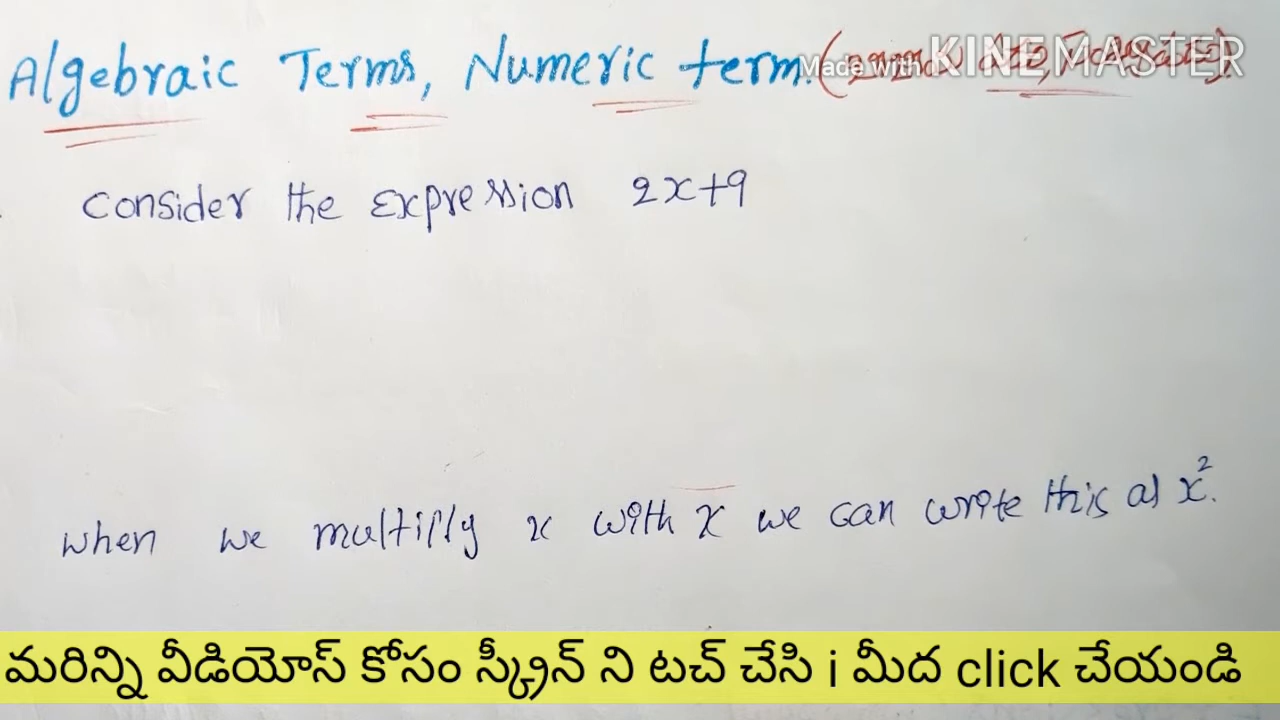 Algebraic Terms, Numeric term.
Made with KINEMASTER
Consider the Expression 2x+9
when we multiply x with x we can write this as x².
మరిన్ని వీడియోస్ కోసం స్క్రీన్ ని టచ్ చేసి i మీద click చేయండి